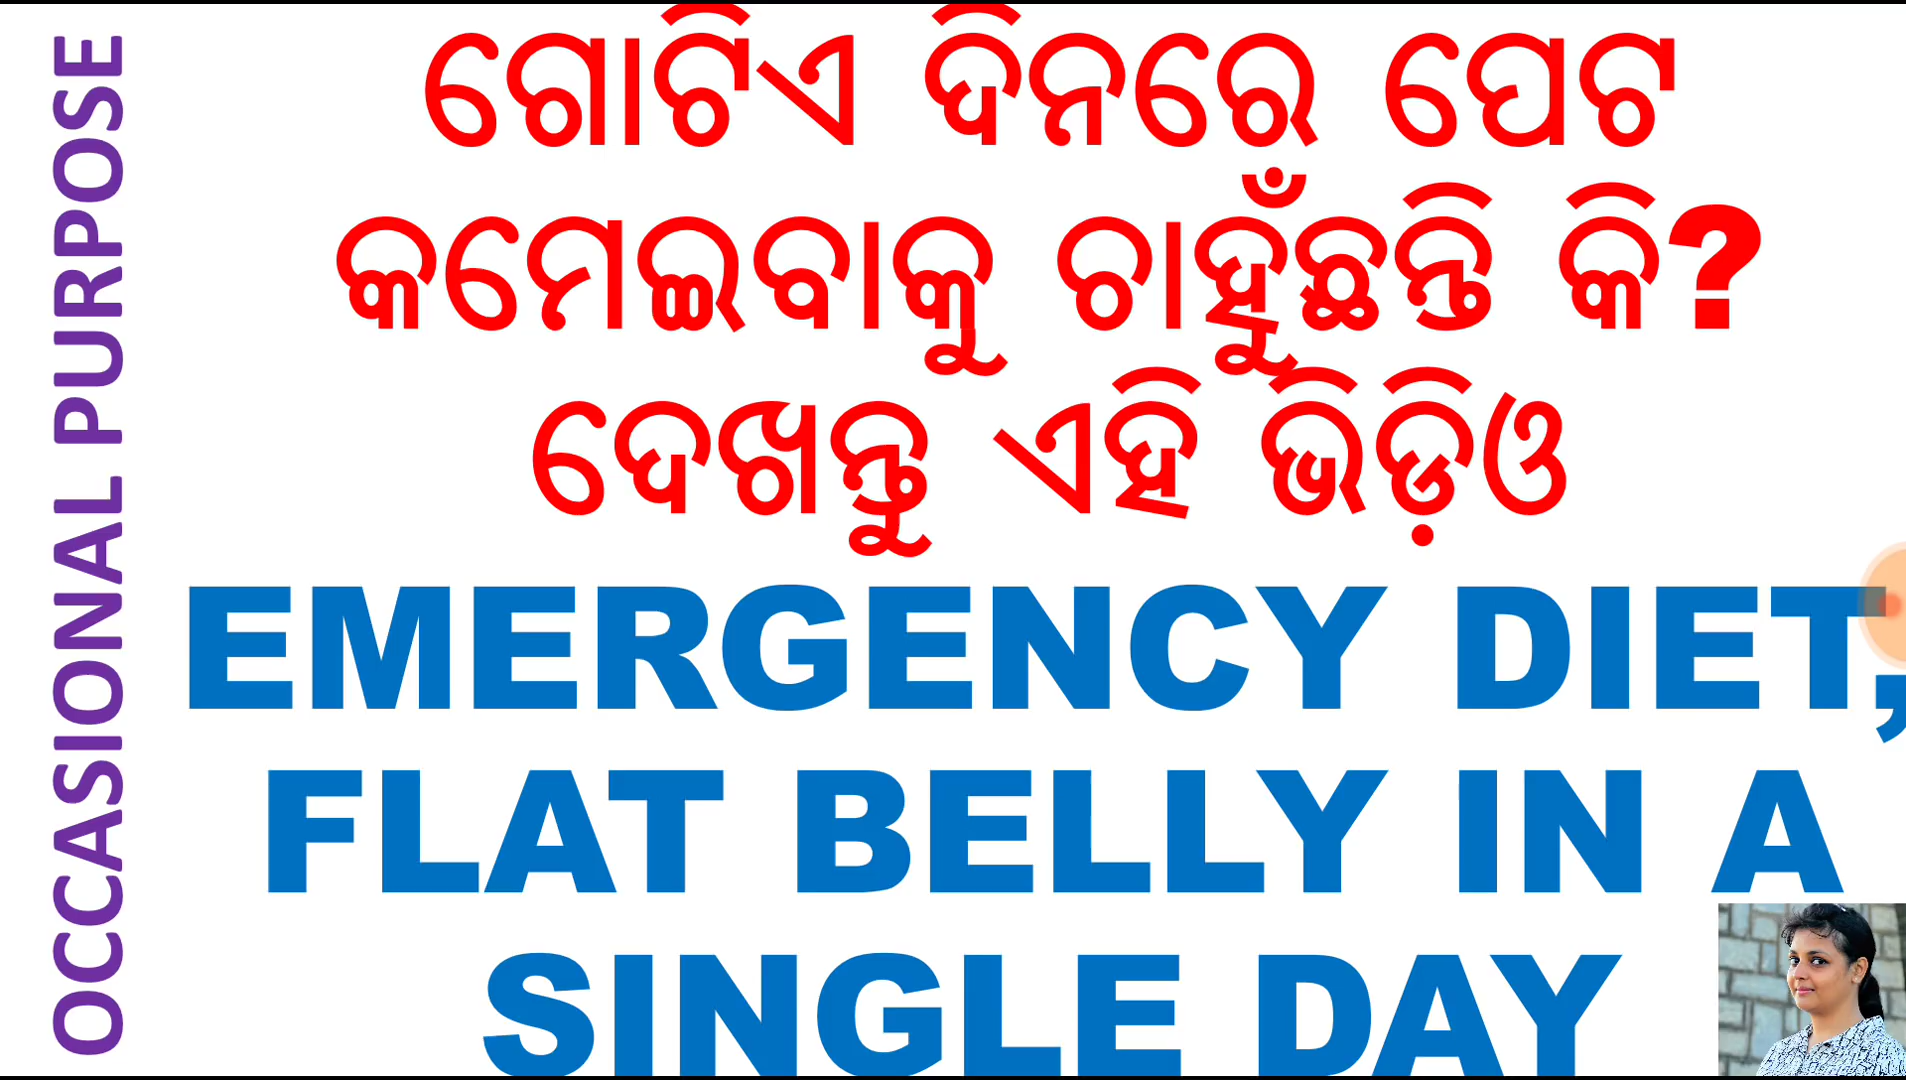 OCCASIONAL PURPOSE
ଗୋଟିଏ ଦିନରେ ପେଟ
କମେଇବାକୁ ଚାହୁଁଛନ୍ତି କି?
ଦେଖନ୍ତୁ ଏହି ଭିଡ଼ିଓ
EMERGENCY DIET,
FLAT BELLY IN A
SINGLE DAY